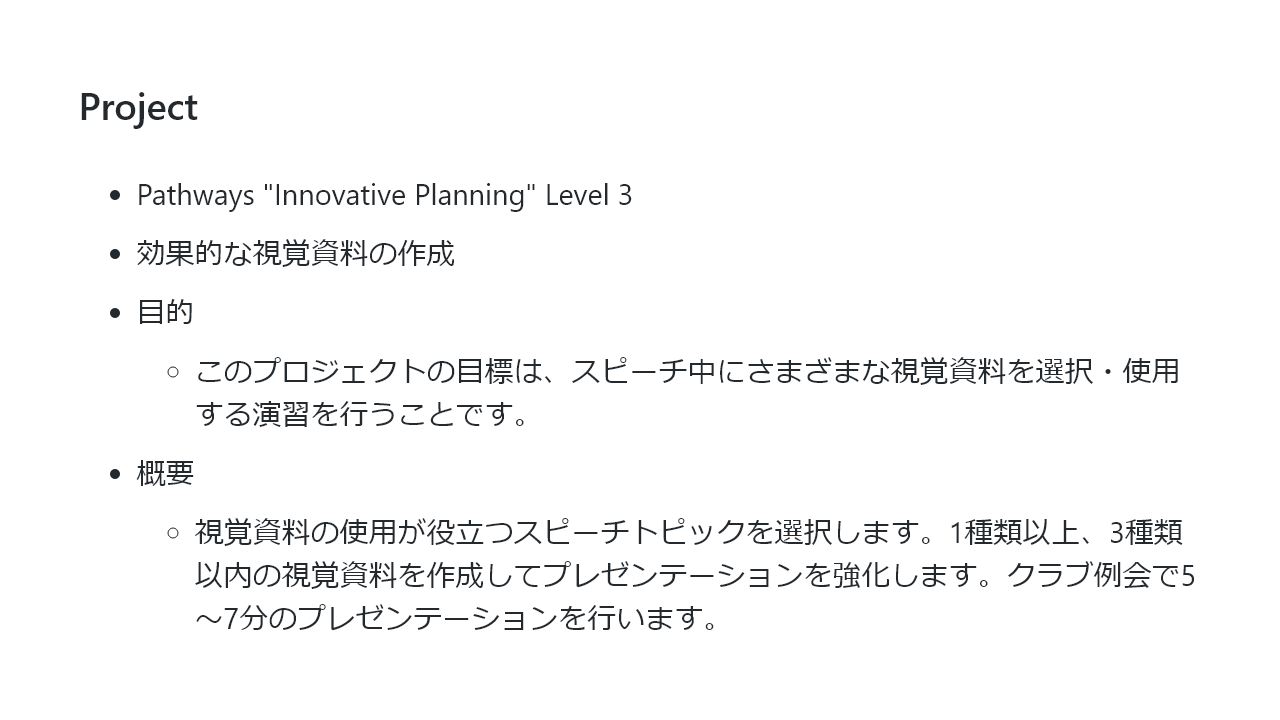 Project
Pathways "Innovative Planning" Level 3
効果的な視覚資料の作成
目的
このプロジェクトの目標は、スピーチ中にさまざまな視覚資料を選択・使用
する演習を行うことです。
概要
視覚資料の使用が役立つスピーチトピックを選択します。1種類以上、3種類
以内の視覚資料を作成してプレゼンテーションを強化します。クラブ例会で5
～7分のプレゼンテーションを行います。